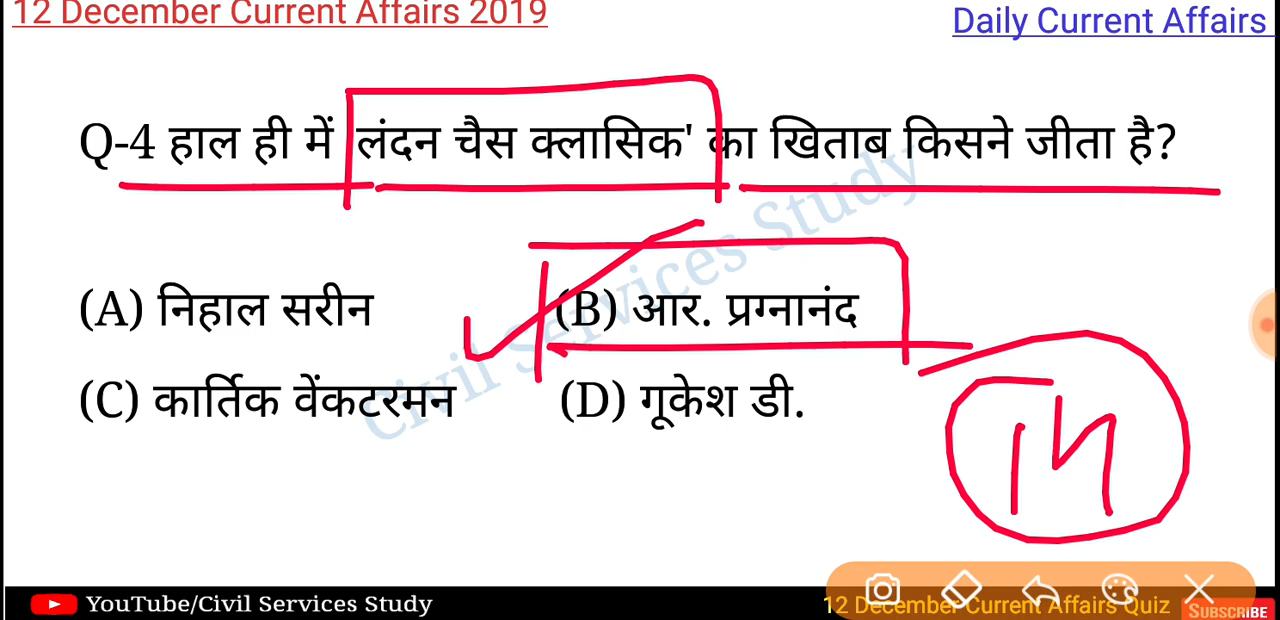 12 December Current Affairs 2019
Daily Current Affairs
Q-4 हाल ही में लंदन चैस क्लासिक' का खिताब किसने जीता है?
(A) निहाल सरीन (B) आर. प्रग्नानंद
(C) कार्तिक वेंकटरमन (D) गूकेश डी.
14
Civil Services Study
YouTube/Civil Services Study
12 December Current Affairs Quiz
SUBSCRIBE